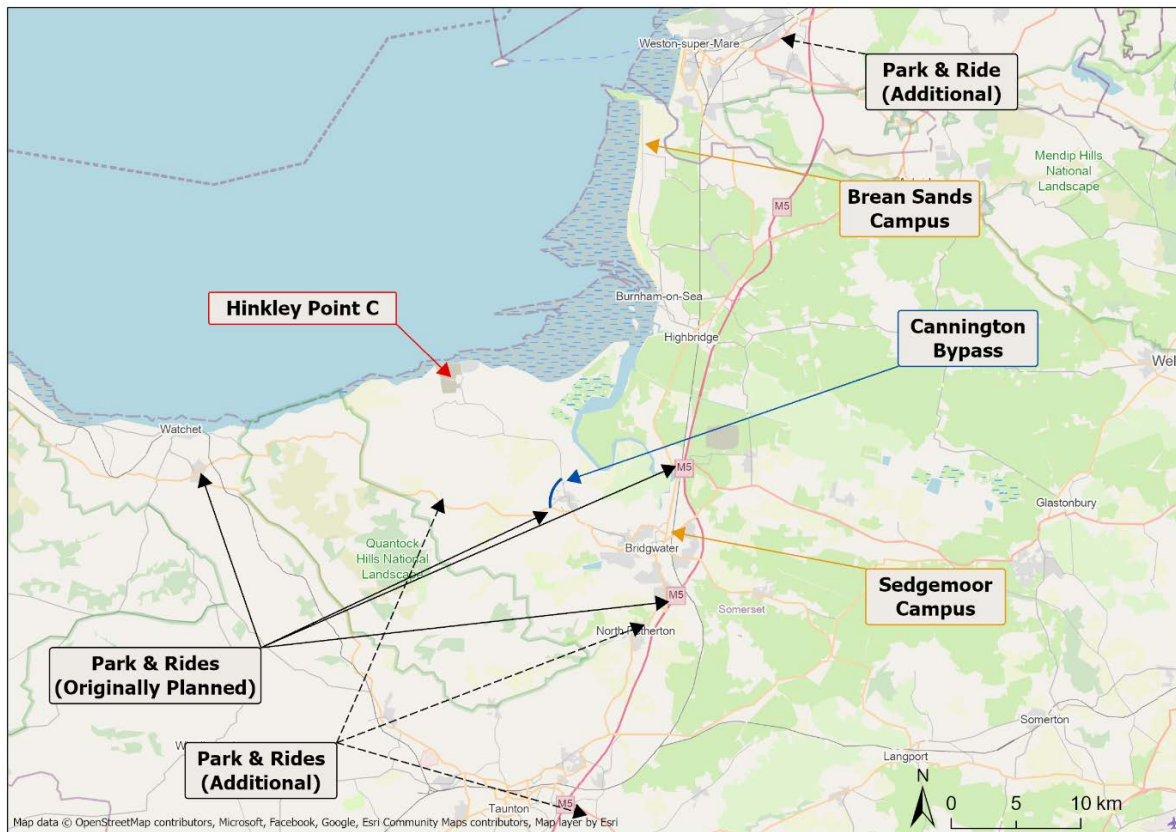 Weston-super-Mare
Park & Ride
(Additional)
Mendip Hills
National
Landscape
Brean Sands
Campus
M5
Hinkley Point C
Burnham-on-Sea
Highbridge
Cannington
Bypass
Watchet
M5
Glastonbury
Quantock
Hills National
Landscape
Bridgwater
Sedgemoor
Campus
M5
Somerset
North Petherton
Park & Rides
(Originally Planned)
Somerton
Park & Rides
(Additional)
Langport
N
Taunton
M5
0 5 10 km
Map data © OpenStreetMap contributors, Microsoft, Facebook, Google, Esri Community Maps contributors, Map layer by Esri